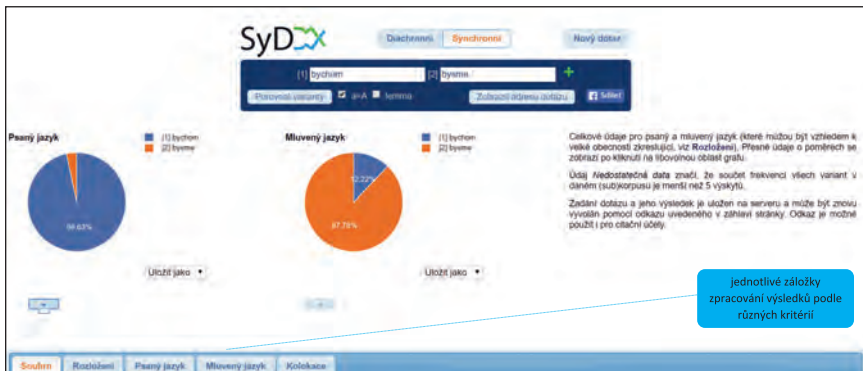 SyD
Diachronní Synchronní Nový dotaz
[1] bychom [2] bysme +
Porovnat varianty a=A lemma Zobrazit adresu dotazu Sdílet
Psaný jazyk
[1] bychom
[2] bysme
Mluvený jazyk
[1] bychom
[2] bysme
12.22%
87.78%
Uložit jako
Uložit jako
Celkové údaje pro psaný a mluvený jazyk (které můžou být vzhledem k
velké obecnosti zkreslující, viz Rozložení). Přesné údaje o poměrech se
zobrazí po kliknutí na libovolnou oblast grafu.
Údaj Nedostatečná data značí, že součet frekvencí všech variant v
daném (sub)korpusu je menší než 5 výskytů.
Zadání dotazu a jeho výsledek je uložen na serveru a může být znovu
vyvolán pomocí odkazu uvedeného v záhlaví stránky. Odkaz je možné
použít i pro citační účely.
jednotlivé záložky
zpracování výsledků podle
různých kritérií
Souhrn Rozložení Psaný jazyk Mluvený jazyk Kolokace